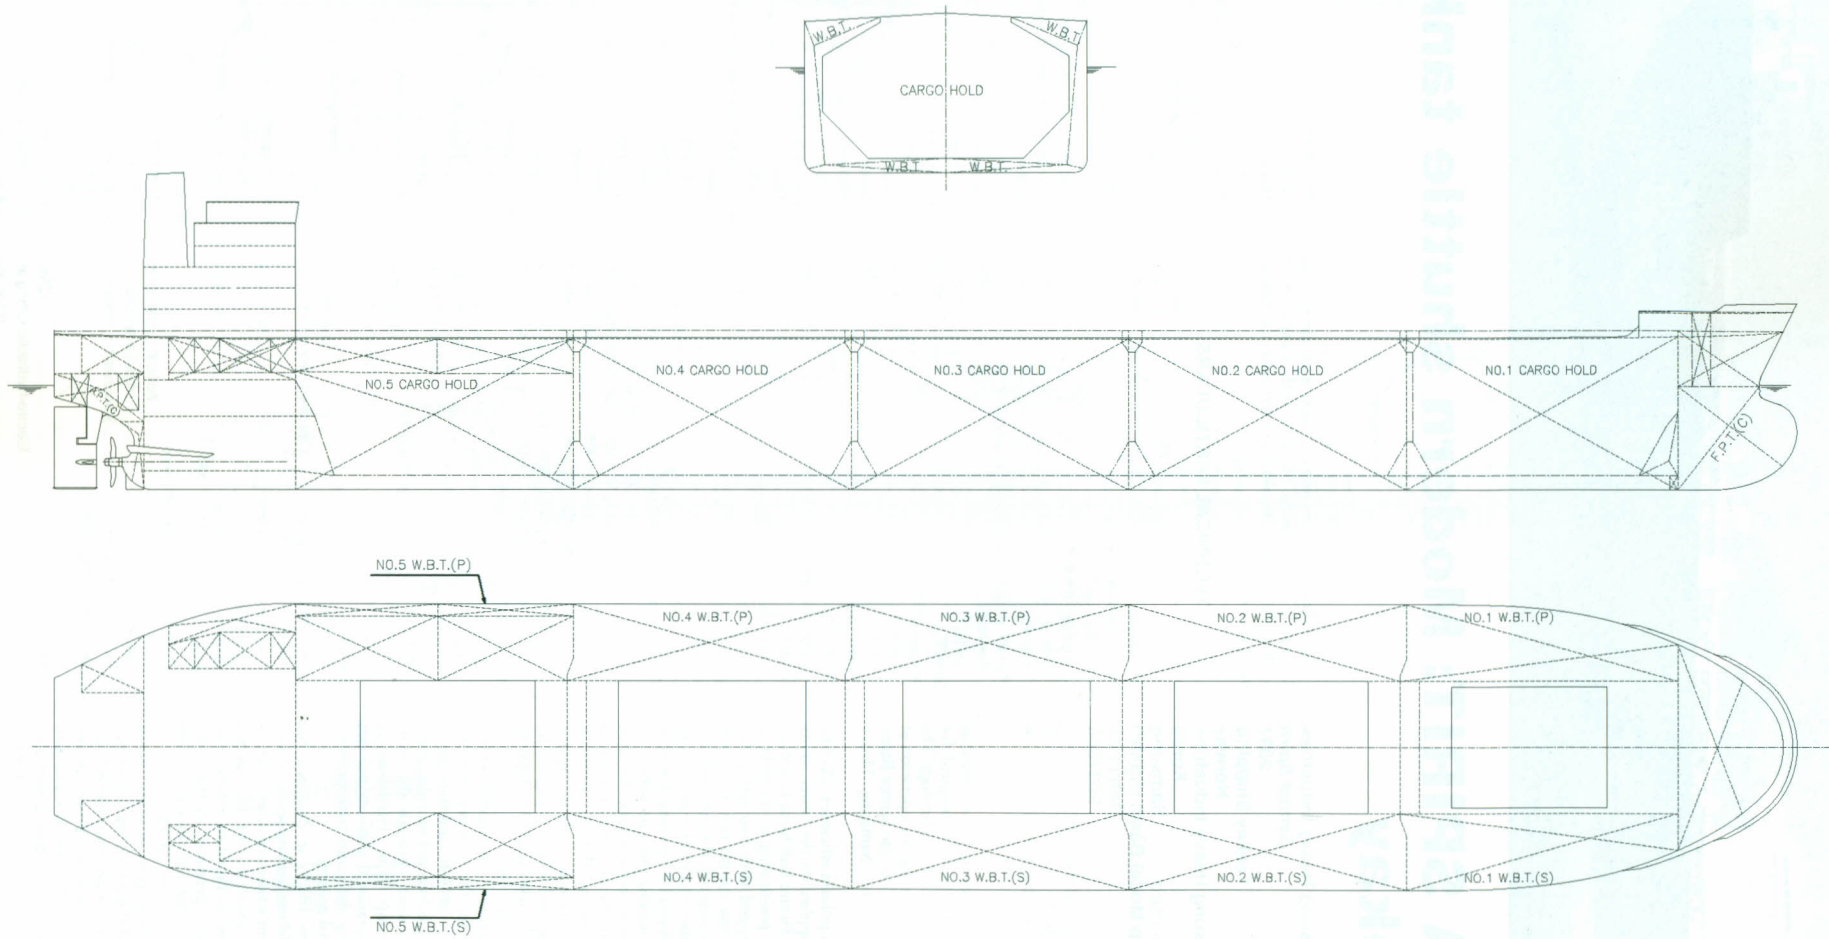 W.B.T.
W.B.T
CARGO HOLD
W.B.T.
W.B.T.
NO.5 CARGO HOLD
NO.4 CARGO HOLD
NO.3 CARGO HOLD
NO.2 CARGO HOLD
NO.1 CARGO HOLD
A.P.T.(C)
F.P.T.(C)
NO.5 W.B.T.(P)
NO.4 W.B.T.(P)
NO.3 W.B.T.(P)
NO.2 W.B.T.(P)
NO.1 W.B.T.(P)
NO.4 W.B.T.(S)
NO.3 W.B.T.(S)
NO.2 W.B.T.(S)
NO.1 W.B.T.(S)
NO.5 W.B.T.(S)